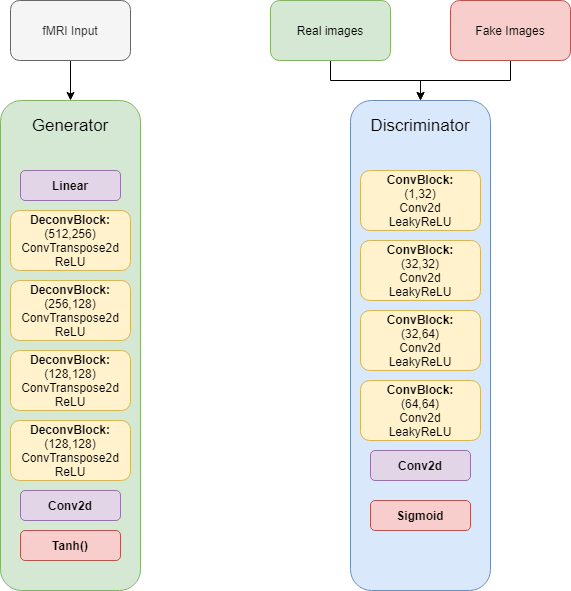 fMRI Input
Real images
Fake Images
Generator
Linear
DeconvBlock:
(512,256)
ConvTranspose2d
ReLU
DeconvBlock:
(256,128)
ConvTranspose2d
ReLU
DeconvBlock:
(128,128)
ConvTranspose2d
ReLU
DeconvBlock:
(128,128)
ConvTranspose2d
ReLU
Conv2d
Tanh()
Discriminator
ConvBlock:
(1,32)
Conv2d
LeakyReLU
ConvBlock:
(32,32)
Conv2d
LeakyReLU
ConvBlock:
(32,64)
Conv2d
LeakyReLU
ConvBlock:
(64,64)
Conv2d
LeakyReLU
Conv2d
Sigmoid